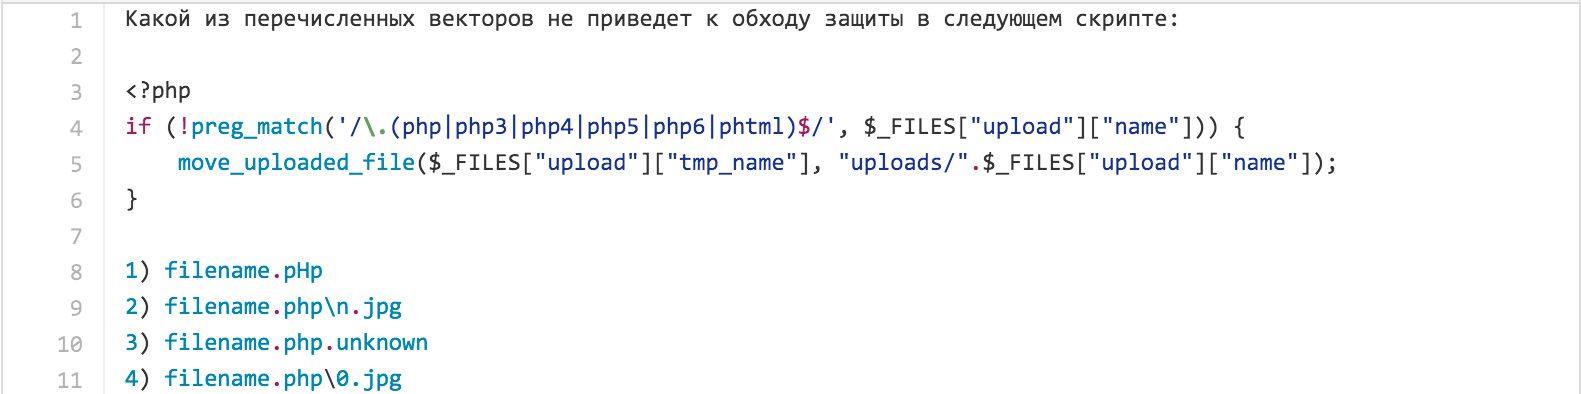 1 Какой из перечисленных векторов не приведет к обходу защиты в следующем скрипте:
2
3 <?php
4 if (!preg_match('/\.(php|php3|php4|php5|php6|phtml)$/', $_FILES["upload"]["name"])) {
5 move_uploaded_file($_FILES["upload"]["tmp_name"], "uploads/".$_FILES["upload"]["name"]);
6 }
7
8 1) filename.pHp
9 2) filename.php\n.jpg
10 3) filename.php.unknown
11 4) filename.php\0.jpg